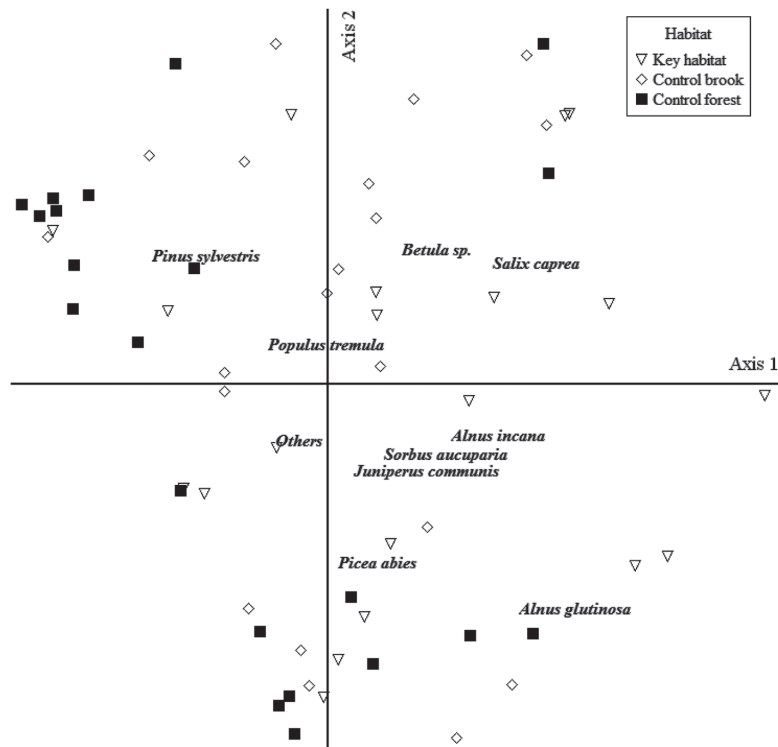 Axis 2
Habitat
Key habitat
Control brook
Control forest
Betula sp.
Pinus sylvestris
Salix caprea
Populus tremula
Axis 1
Alnus incana
Others
Sorbus aucuparia
Juniperus communis
Picea abies
Alnus glutinosa